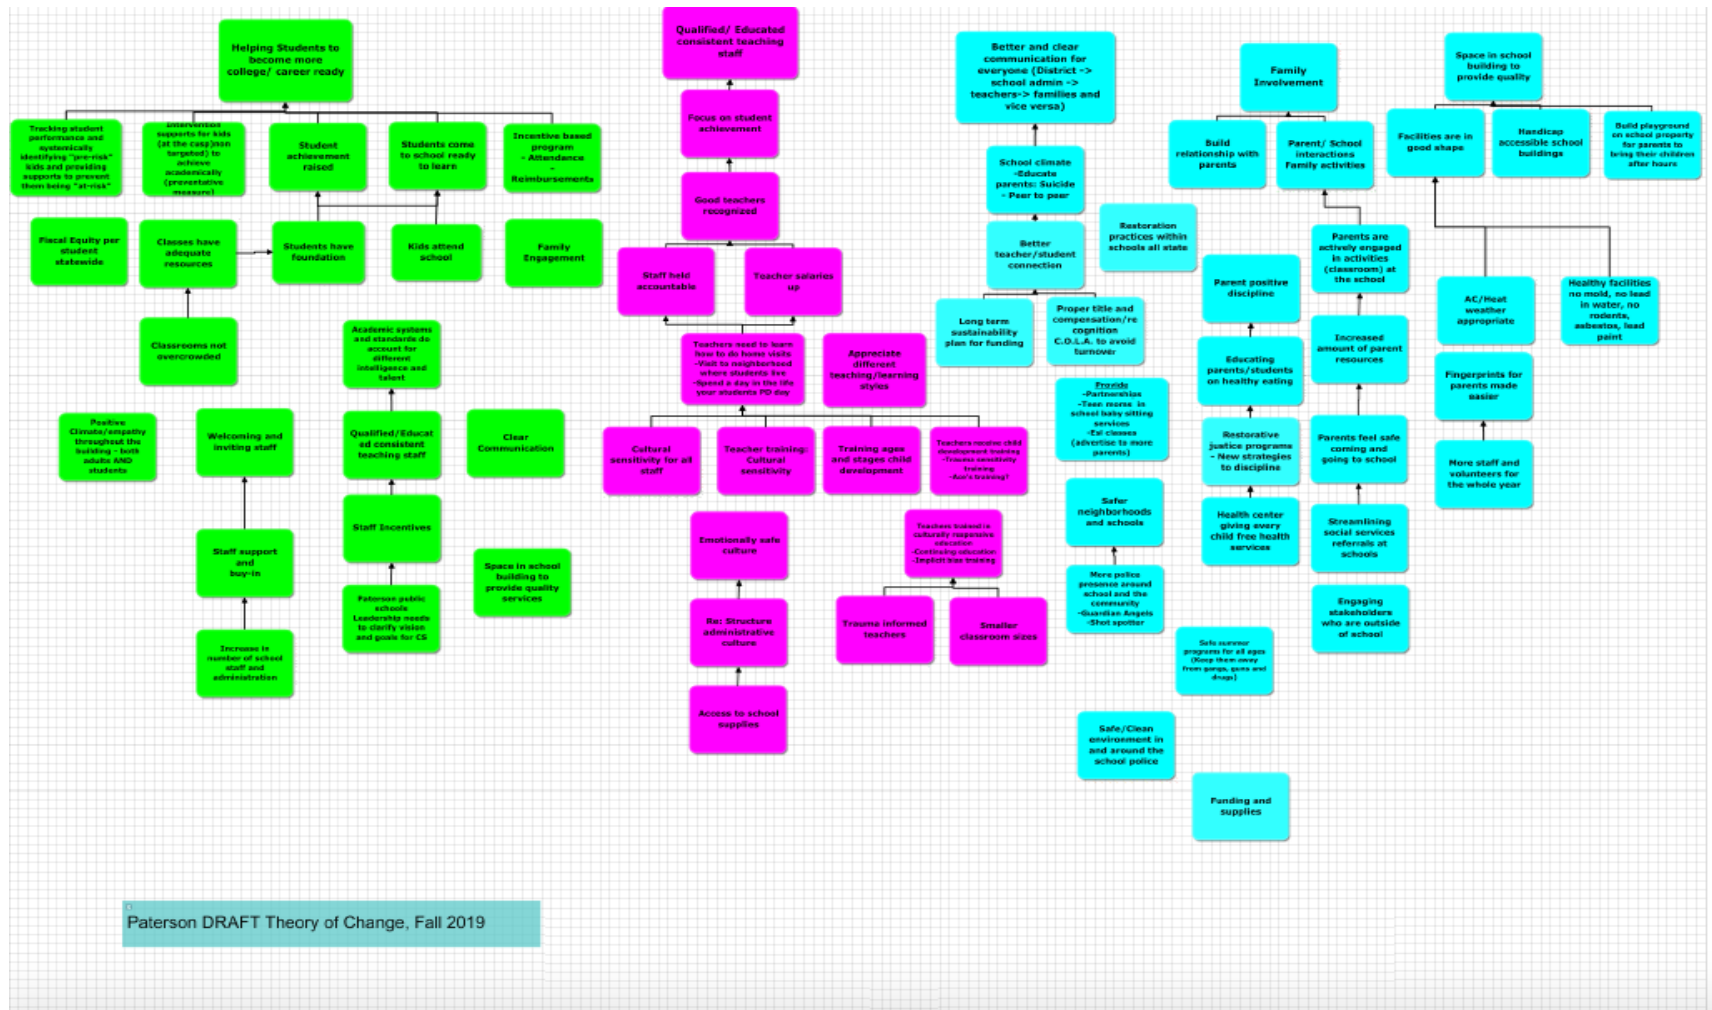 Helping Students to
become more
college/ career ready
Tracking student
performance and
systemically
identifying "pre-risk"
kids and providing
supports to prevent
them being "at-risk"
Intervention
supports for kids
(at the cusp)non
targeted) to
achieve
academically
(preventative
measure)
Student
achievement
raised
Students come
to school ready
to learn
Incentive based
program
- Attendance
-
Reimbursements
Fiscal Equity per
student
statewide
Classes have
adequate
resources
Students have
foundation
Kids attend
school
Family
Engagement
Classrooms not
overcrowded
Academic systems
and standards do
account for
different
intelligence and
talent
Positive
Climate/empathy
throughout the
building - both
adults AND
students
Welcoming and
inviting staff
Qualified/Educat
ed consistent
teaching staff
Clear
Communication
Staff support
and
buy-in
Staff Incentives
Space in school
building to
provide quality
services
Increase in
number of school
staff and
administration
Paterson public
schools
Leadership needs
to clarify vision
and goals for CS
Qualified/ Educated
consistent teaching
staff
Focus on student
achievement
Good teachers
recognized
Staff held
accountable
Teacher salaries
up
Teachers need to learn
how to do home visits
-Visit to neighborhood
where students live
-Spend a day in the life
your students PD day
Appreciate
different
teaching/learning
styles
Cultural
sensitivity for all
staff
Teacher training:
Cultural
sensitivity
Training ages
and stages child
development
Teachers receive child
development training
-Trauma sensitivity
training
-Ace's training?
Emotionally safe
culture
Teachers trained in
culturally responsive
education
-Continuing education
-Implicit bias training
Re: Structure
administrative
culture
Trauma informed
teachers
Smaller
classroom sizes
Access to school
supplies
Better and clear
communication for
everyone (District ->
school admin ->
teachers-> families and
vice versa)
School climate
-Educate
parents: Suicide
- Peer to peer
Better
teacher/student
connection
Restoration
practices within
schools all state
Long term
sustainability
plan for funding
Proper title and
compensation/re
cognition
C.O.L.A. to avoid
turnover
Provide
-Partnerships
-Teen moms in
school baby sitting
services
-Esl classes
(advertise to more
parents)
Safer
neighborhoods
and schools
More police
presence around
school and the
community
-Guardian Angels
-Shot spotter
Family
Involvement
Build
relationship with
parents
Parent/ School
interactions
Family activities
Parent positive
discipline
Parents are
actively engaged
in activities
(classroom) at
the school
Educating
parents/students
on healthy eating
Increased
amount of parent
resources
Restorative
justice programs
- New strategies
to discipline
Parents feel safe
coming and
going to school
Health center
giving every
child free health
services
Streamlining
social services
referrals at
schools
Engaging
stakeholders
who are outside
of school
Safe summer
programs for all ages
(Keep them away
from gangs, guns and
drugs)
Safe/Clean
environment in
and around the
school police
Funding and
supplies
Space in school
building to
provide quality
Facilities are in
good shape
Handicap
accessible school
buildings
Build playground
on school property
for parents to
bring their children
after hours
AC/Heat
weather
appropriate
Healthy facilities
no mold, no lead
in water, no
rodents,
asbestos, lead
paint
Fingerprints for
parents made
easier
More staff and
volunteers for
the whole year
Paterson DRAFT Theory of Change, Fall 2019